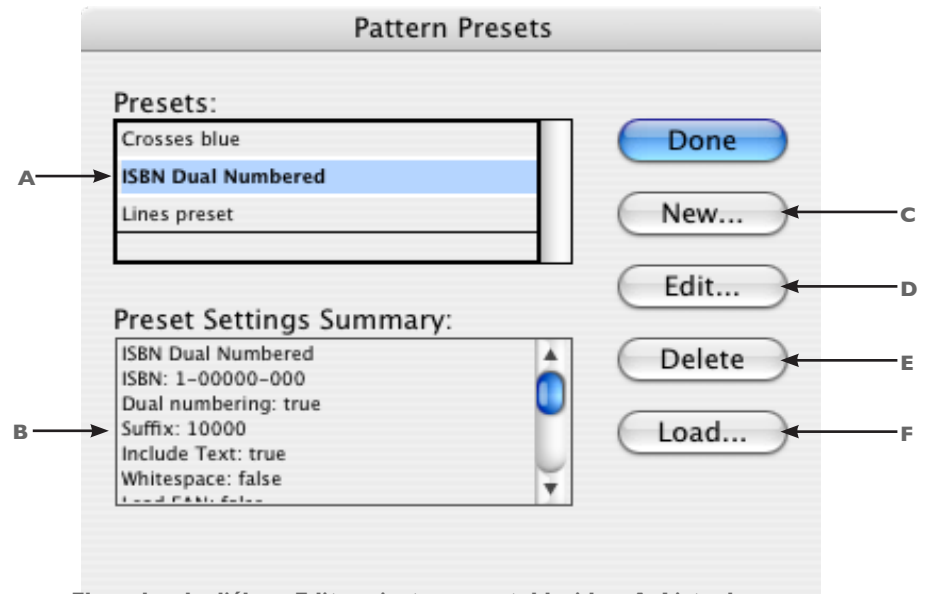 Pattern Presets
Presets:
Crosses blue
A
ISBN Dual Numbered
Lines preset
Done
New...
C
Edit...
D
Delete
E
Load...
F
Preset Settings Summary:
ISBN Dual Numbered
ISBN: 1-00000-000
Dual numbering: true
B
Suffix: 10000
Include Text: true
Whitespace: false